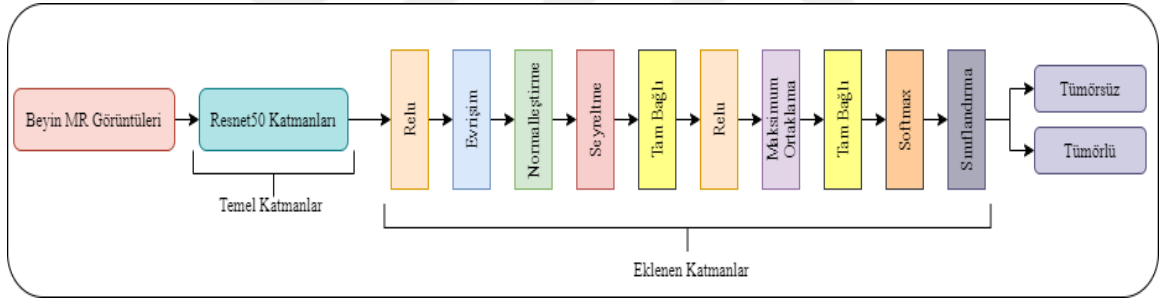 Beyin MR Görüntüleri
Resnet50 Katmanları
Temel Katmanlar
Relu
Evrişim
Normalleştirme
Seyreltme
Tam Bağlı
Relu
Maksimum
Ortaklama
Tam Bağlı
Softmax
Sınıflandırma
Eklenen Katmanlar
Tümörsüz
Tümörlü